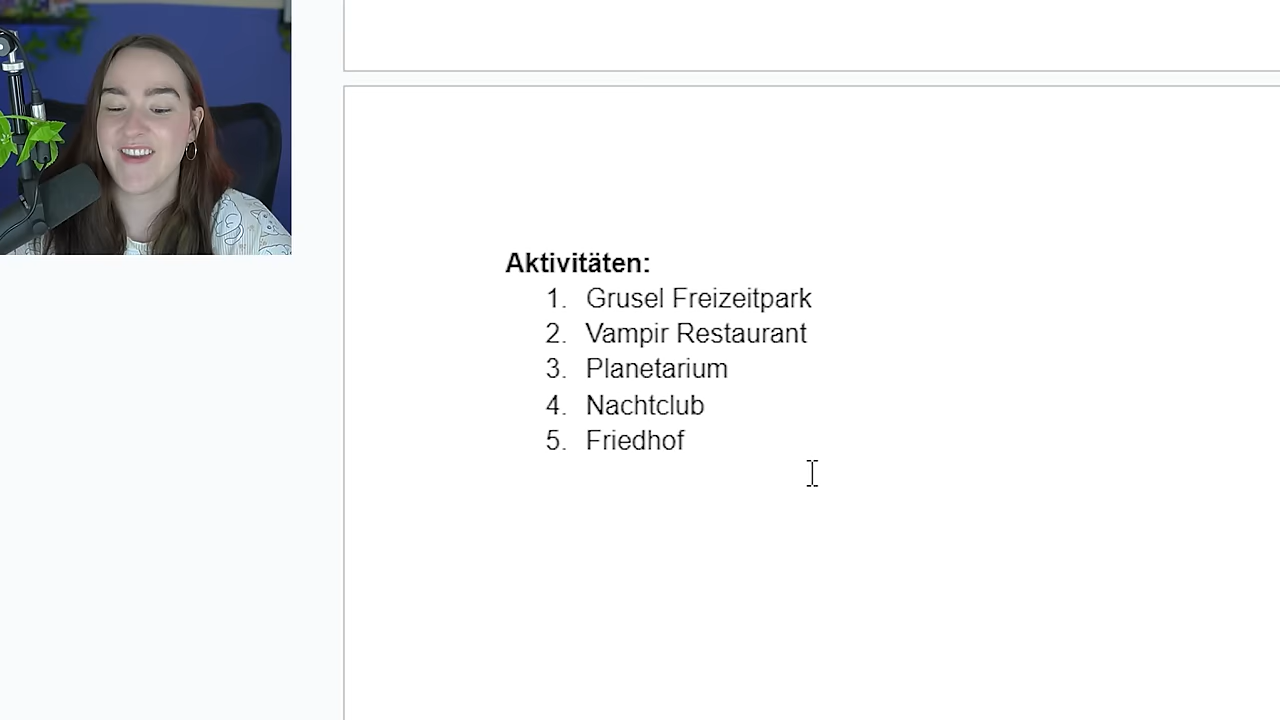 Aktivitäten:
1. Grusel Freizeitpark
2. Vampir Restaurant
3. Planetarium
4. Nachtclub
5. Friedhof